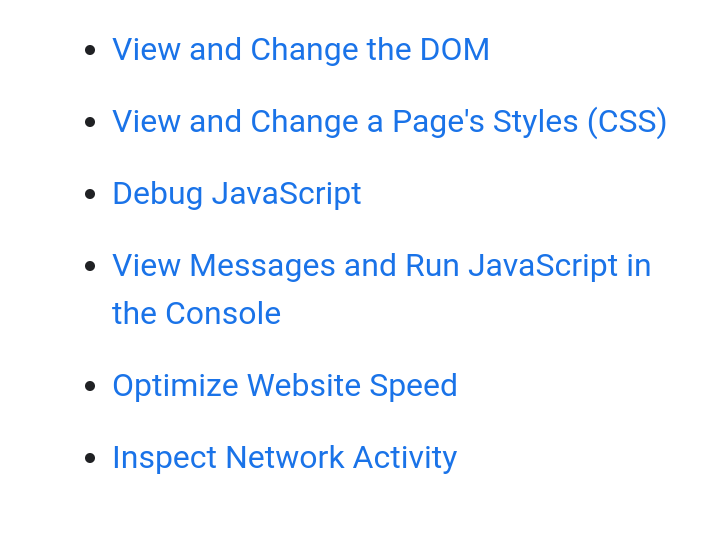 View and Change the DOM
View and Change a Page's Styles (CSS)
Debug JavaScript
View Messages and Run JavaScript in
the Console
Optimize Website Speed
Inspect Network Activity